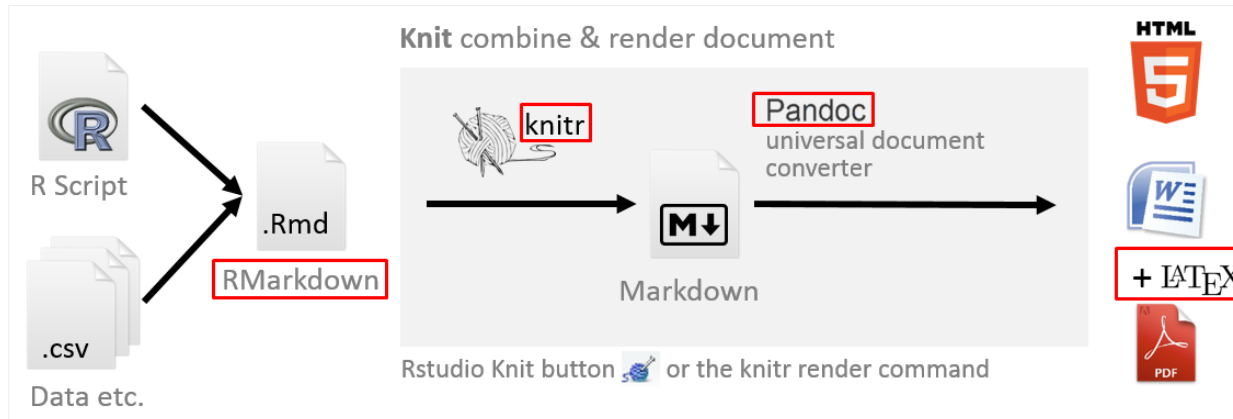 Knit combine & render document
HTML
5
R
R Script
.Rmd
RMarkdown
.csv
Data etc.
knitr
M
Markdown
Pandoc
universal document
converter
W
+ LATEX
PDF
Rstudio Knit button or the knitr render command